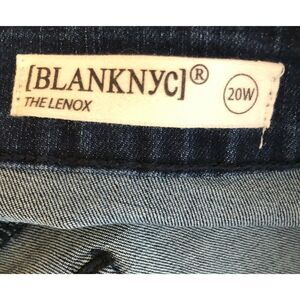 [BLANKNYC]®
THE LENOX
20W